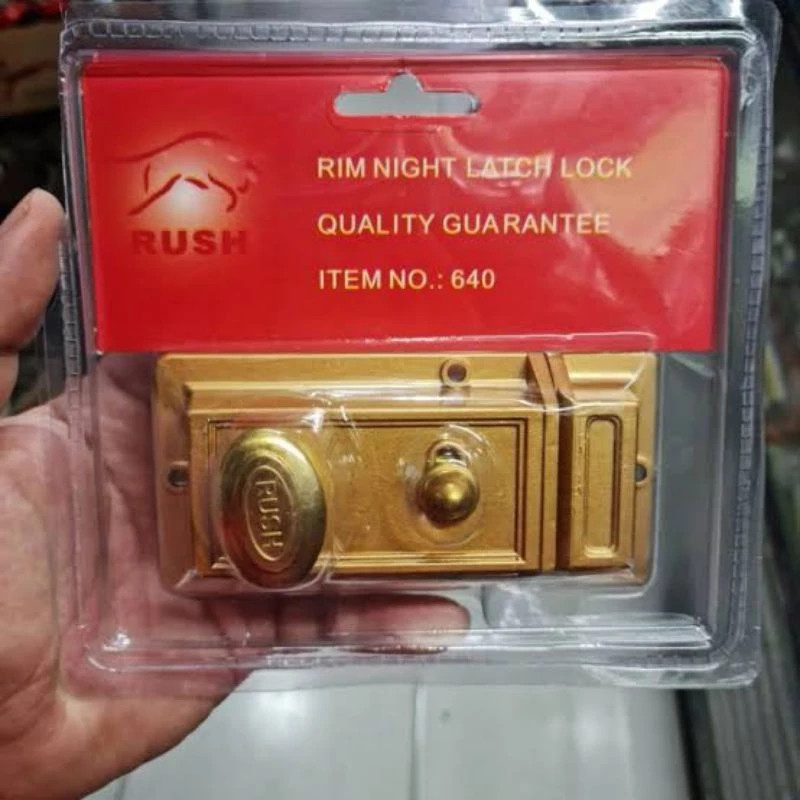 RUSH
RIM NIGHT LATCH LOCK
QUALITY GUARANTEE
ITEM NO.: 640
RUSH